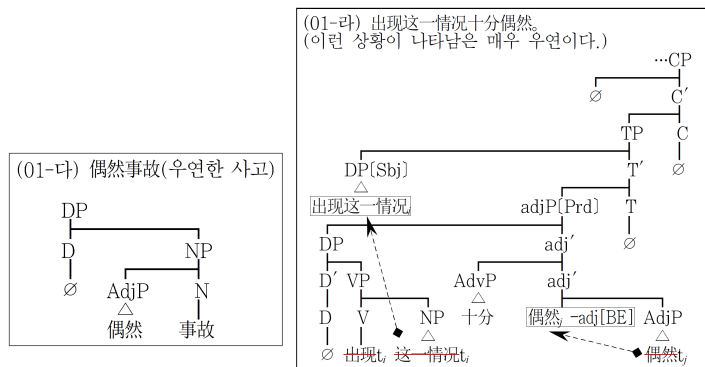 (01-다) 偶然事故(우연한 사고)
DP
D NP
∅ AdjP N
偶然 事故
(01-라) 出现这一情况十分偶然。
(이런 상황이 나타남은 매우 우연이다.)
…CP
∅ C′
TP C
DP[Sbj] T′ ∅
出现这一情况i adjP[Prd] T
DP adj′ ∅
D′ VP AdvP adj′
D V NP 十分 偶然j -adj[BE] AdjP
∅ 出现ti 这一情况ti 偶然tj